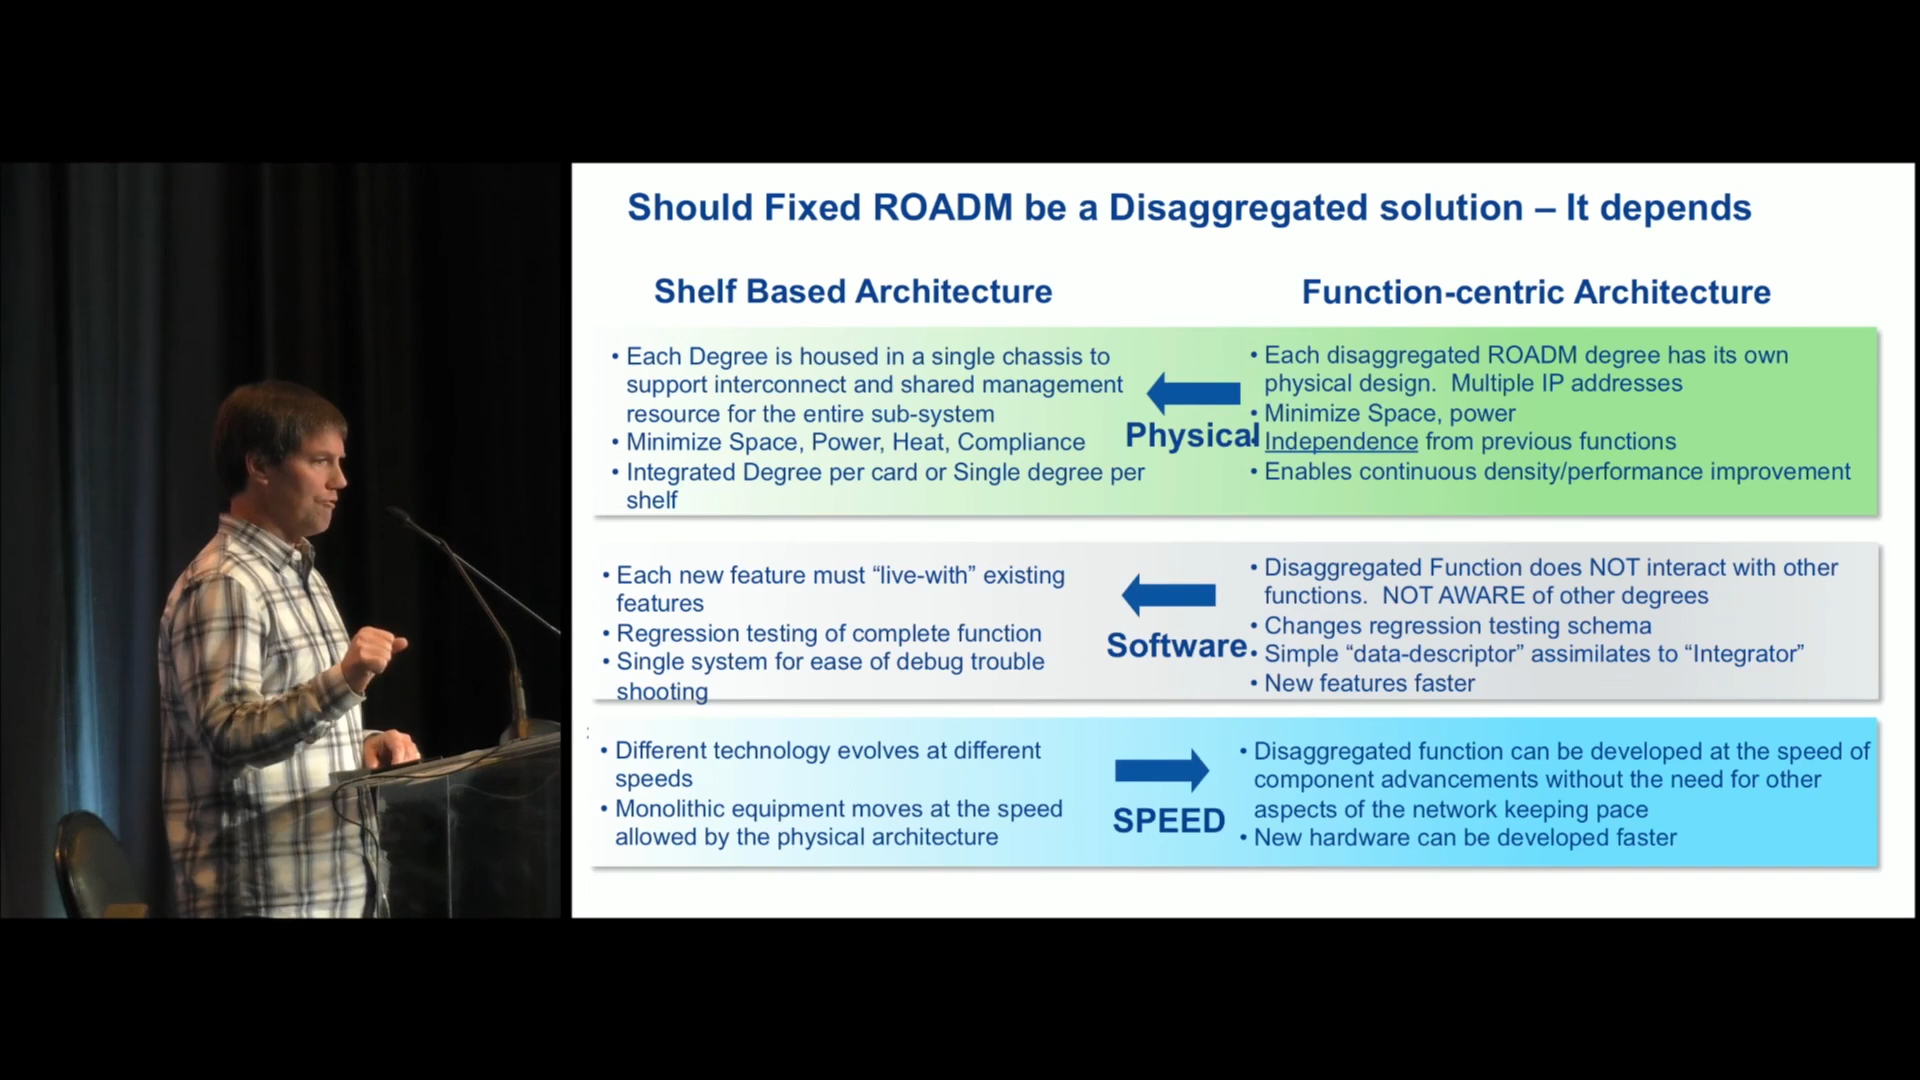 Should Fixed ROADM be a Disaggregated solution – It depends
Shelf Based Architecture
Function-centric Architecture
• Each Degree is housed in a single chassis to
support interconnect and shared management
resource for the entire sub-system
• Minimize Space, Power, Heat, Compliance
• Integrated Degree per card or Single degree per
shelf
Physical
• Each disaggregated ROADM degree has its own
physical design.  Multiple IP addresses
• Minimize Space, power
• Independence from previous functions
• Enables continuous density/performance improvement
• Each new feature must “live-with” existing
features
• Regression testing of complete function
• Single system for ease of debug trouble
shooting
Software
• Disaggregated Function does NOT interact with other
functions.  NOT AWARE of other degrees
• Changes regression testing schema
• Simple “data-descriptor” assimilates to “Integrator”
• New features faster
• Different technology evolves at different
speeds
• Monolithic equipment moves at the speed
allowed by the physical architecture
SPEED
• Disaggregated function can be developed at the speed of
component advancements without the need for other
aspects of the network keeping pace
• New hardware can be developed faster